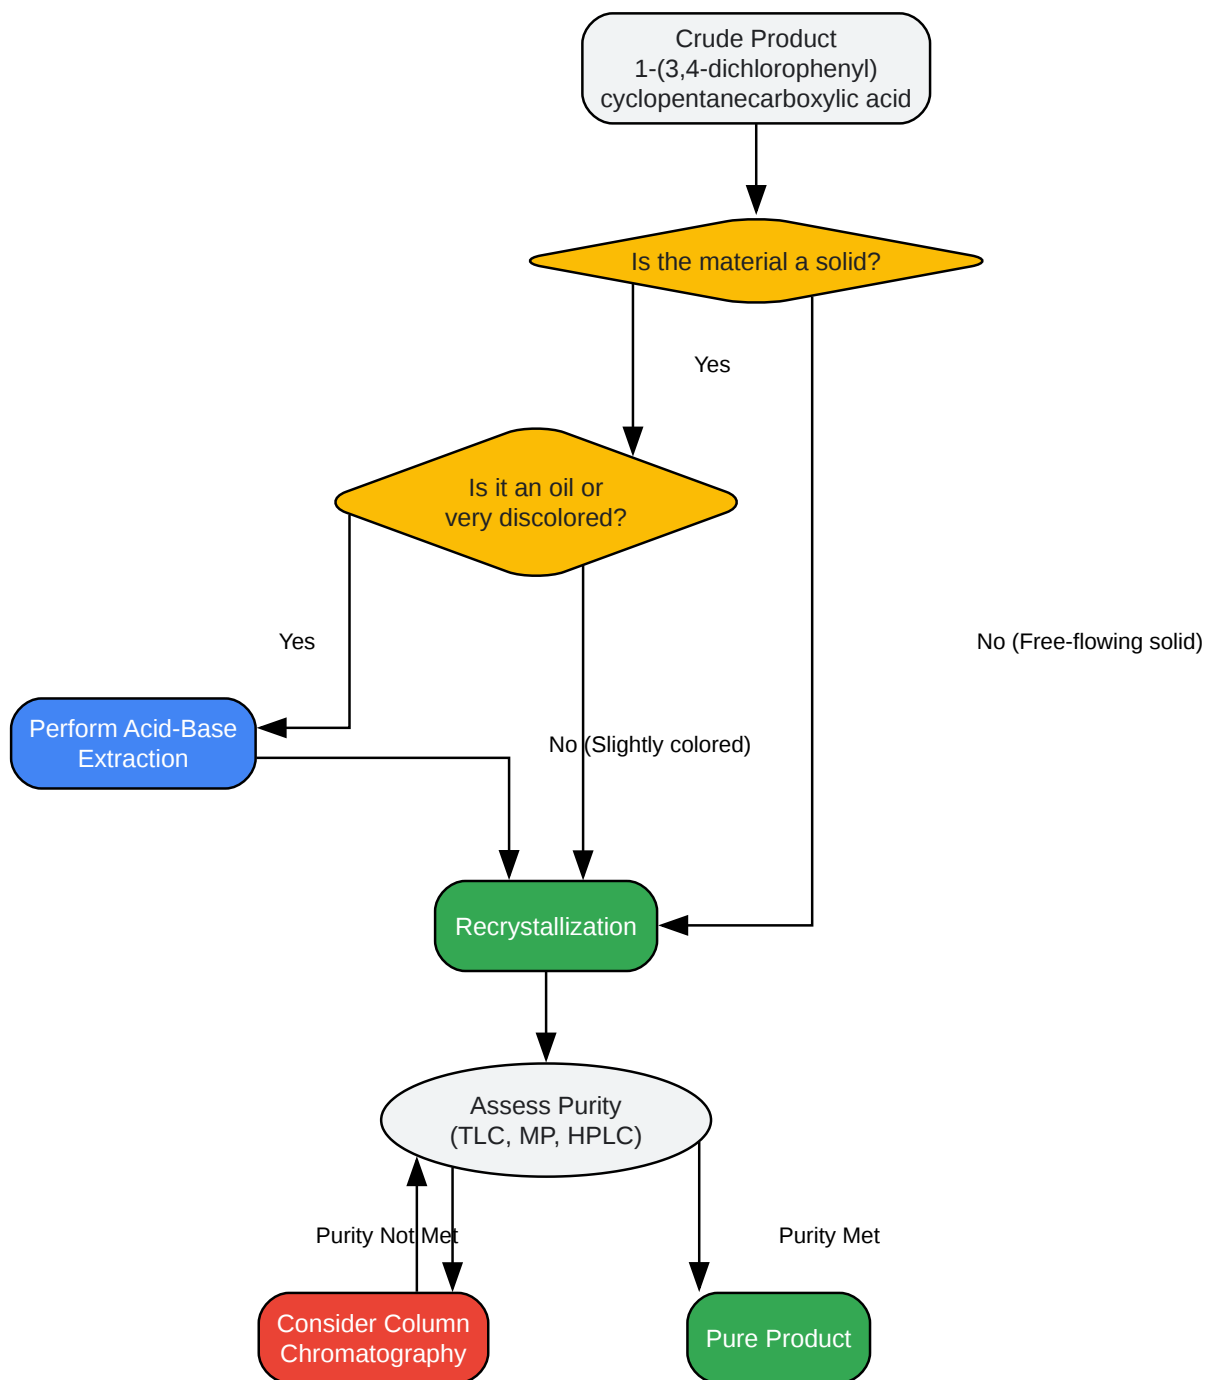 Crude Product
1-(3,4-dichlorophenyl)
cyclopentanecarboxylic acid
Is the material a solid?
Yes
Is it an oil or
very discolored?
Yes
No (Free-flowing solid)
Perform Acid-Base
Extraction
No (Slightly colored)
Recrystallization
Assess Purity
(TLC, MP, HPLC)
Purity Not Met
Purity Met
Consider Column
Chromatography
Pure Product